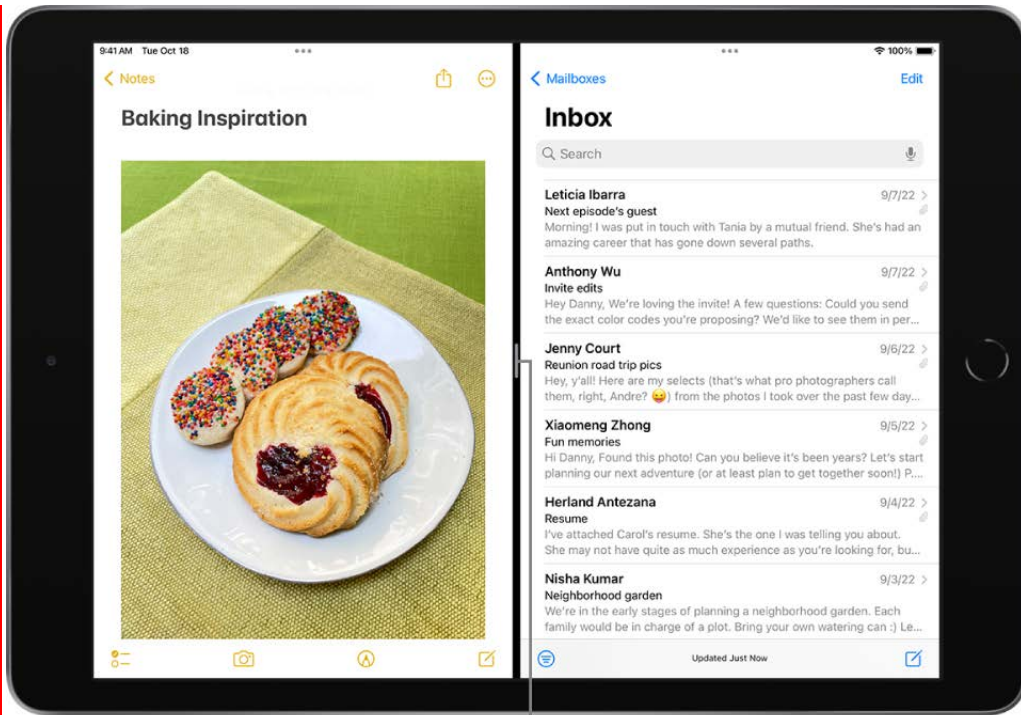 9:41 AM Tue Oct 18
100%
Notes
Baking Inspiration
Mailboxes
Edit
Inbox
Search
Leticia Ibarra 9/7/22
Next episode's guest
Morning! I was put in touch with Tania by a mutual friend. She's had an
amazing career that has gone down several paths.
Anthony Wu 9/7/22
Invite edits
Hey Danny, We're loving the invite! A few questions: Could you send
the exact color codes you're proposing? We'd like to see them in per...
Jenny Court 9/6/22
Reunion road trip pics
Hey, y'all! Here are my selects (that's what pro photographers call
them, right, Andre? 😜) from the photos I took over the past few day...
Xiaomeng Zhong 9/5/22
Fun memories
Hi Danny, Found this photo! Can you believe it's been years? Let's start
planning our next adventure (or at least plan to get together soon!) P....
Herland Antezana 9/4/22
Resume
I've attached Carol's resume. She's the one I was telling you about.
She may not have quite as much experience as you're looking for, bu...
Nisha Kumar 9/3/22
Neighborhood garden
We're in the early stages of planning a neighborhood garden. Each
family would be in charge of a plot. Bring your own watering can :) Le...
Updated Just Now